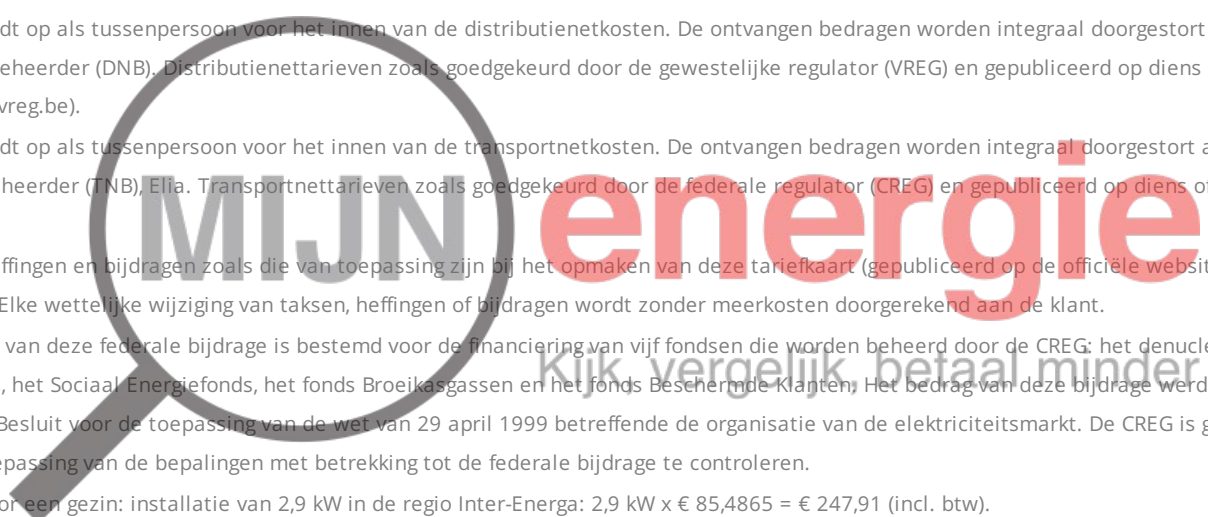 dt op als tussenpersoon voor het innen van de distributienetkosten. De ontvangen bedragen worden integraal doorgestort
eheerder (DNB). Distributienettarieven zoals goedgekeurd door de gewestelijke regulator (VREG) en gepubliceerd op diens
vreg.be).
dt op als tussenpersoon voor het innen van de transportnetkosten. De ontvangen bedragen worden integraal doorgestort a
heerder (TNB), Elia. Transportnettarieven zoals goedgekeurd door de federale regulator (CREG) en gepubliceerd op diens of
MIJN energie
ffingen en bijdragen zoals die van toepassing zijn bij het opmaken van deze tariefkaart (gepubliceerd op de officiële websit
Elke wettelijke wijziging van taksen, heffingen of bijdragen wordt zonder meerkosten doorgerekend aan de klant.
van deze federale bijdrage is bestemd voor de financiering van vijf fondsen die worden beheerd door de CREG: het denucle
Kijk, vergelijk, betaal minder
, het Sociaal Energiefonds, het fonds Broeikasgassen en het fonds Beschermde Klanten. Het bedrag van deze bijdrage werd
Besluit voor de toepassing van de wet van 29 april 1999 betreffende de organisatie van de elektriciteitsmarkt. De CREG is g
epassing van de bepalingen met betrekking tot de federale bijdrage te controleren.
or een gezin: installatie van 2,9 kW in de regio Inter-Energa: 2,9 kW x € 85,4865 = € 247,91 (incl. btw).